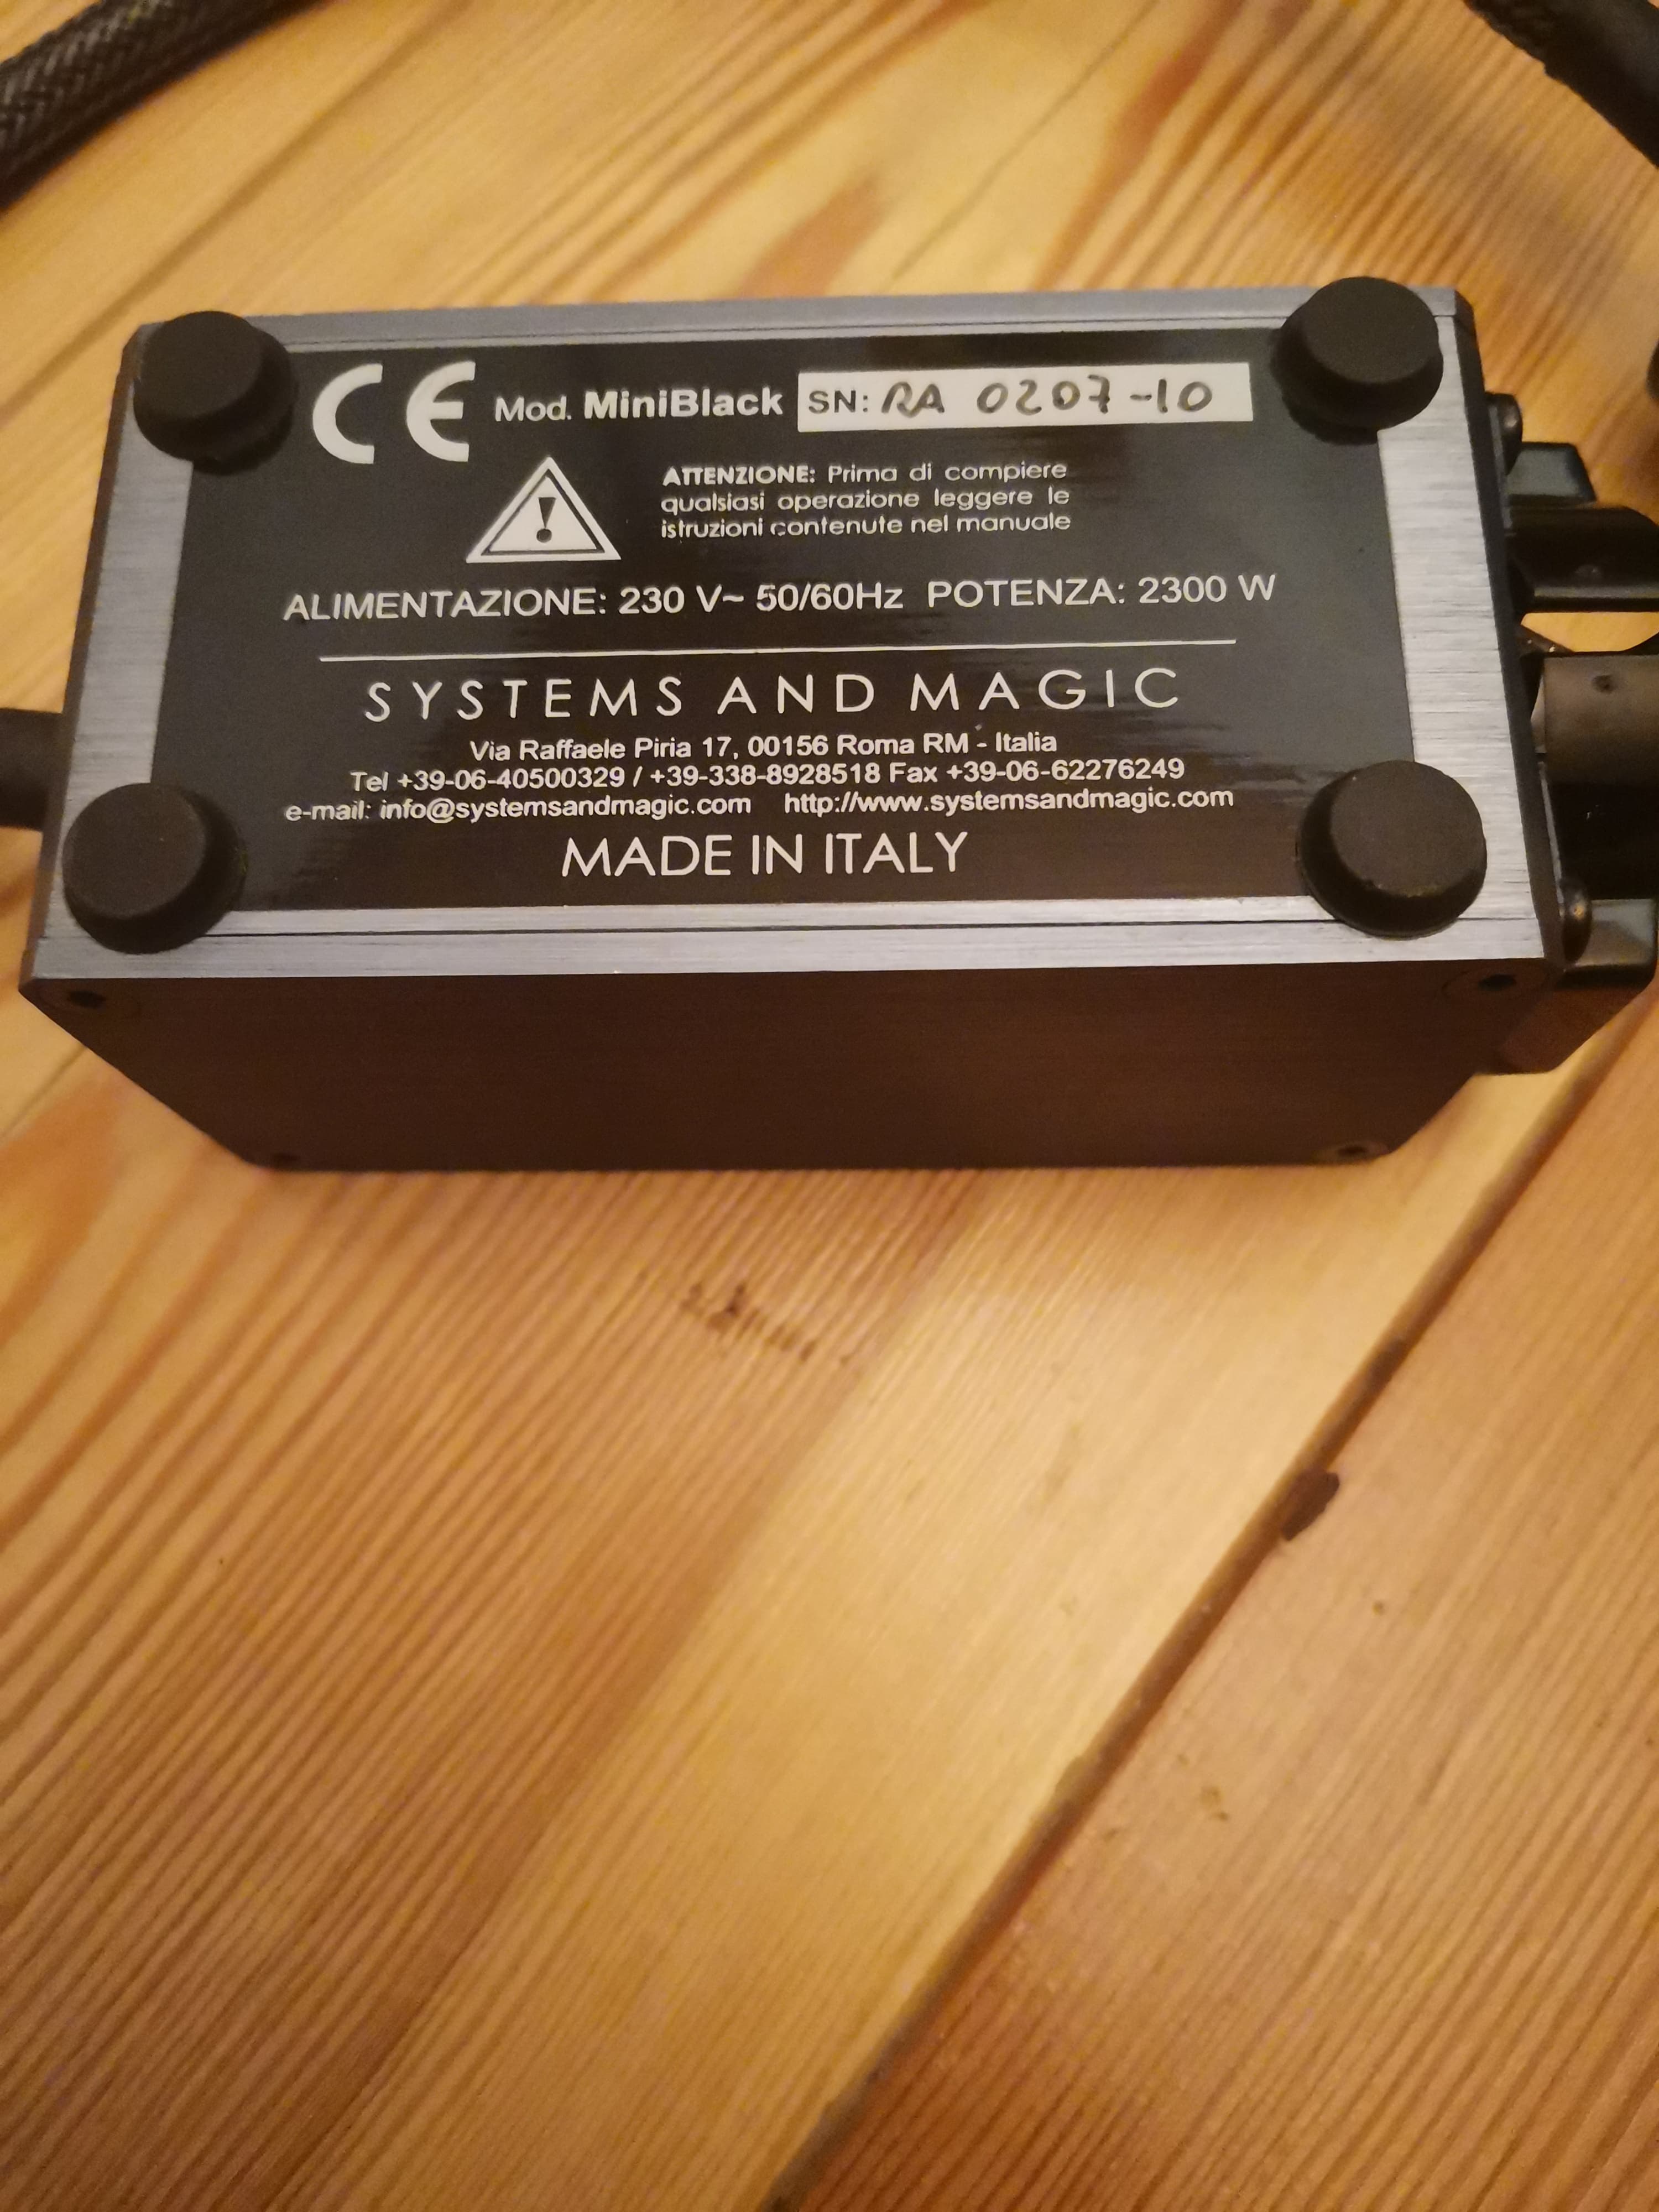 CE Mod. MiniBlack SN: RA 0207-10
ATTENZIONE: Prima di compiere
qualsiasi operazione leggere le
istruzioni contenute nel manuale
ALIMENTAZIONE: 230 V~ 50/60Hz POTENZA: 2300 W
SYSTEMS AND MAGIC
Via Raffaele Piria 17, 00156 Roma RM - Italia
Tel +39-06-40500329 / +39-338-8928518 Fax +39-06-62276249
e-mail: info@systemsandmagic.com http://www.systemsandmagic.com
MADE IN ITALY